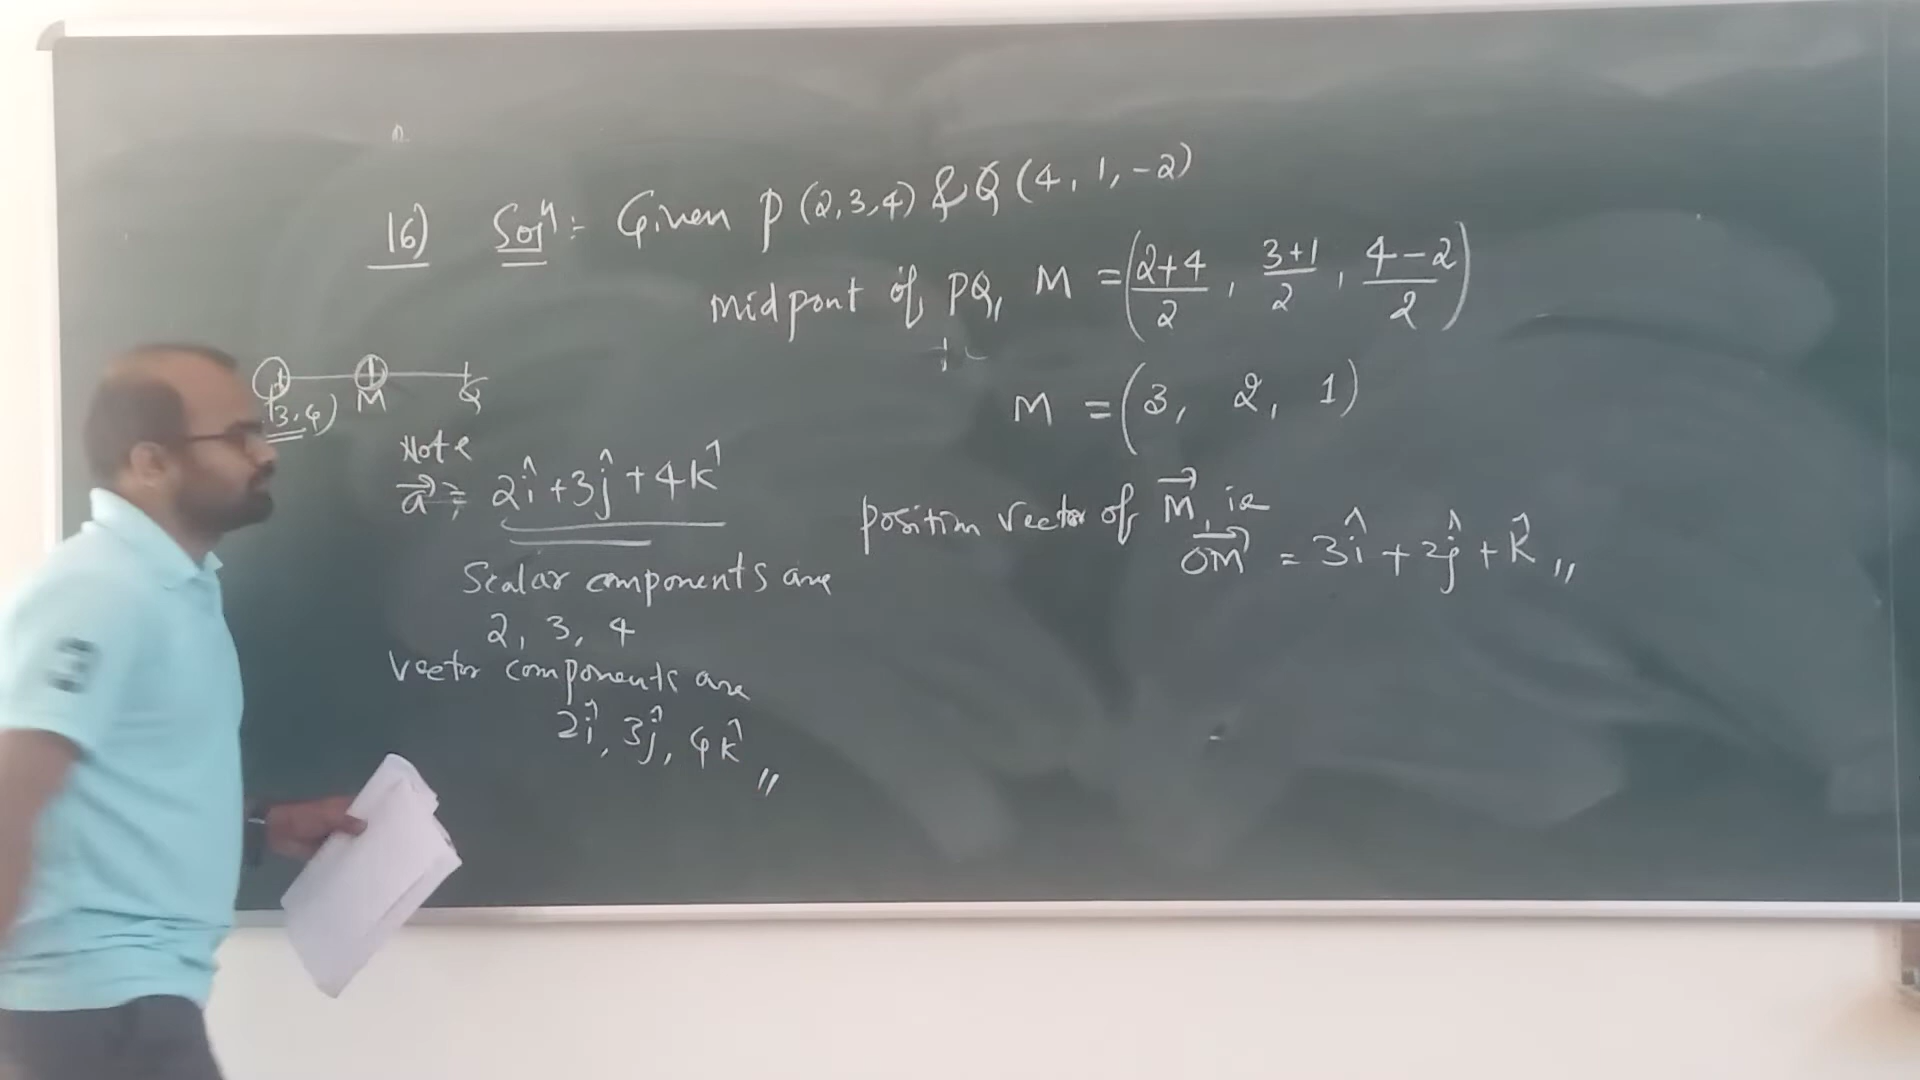 16) Solⁿ:- Given P (2,3,4) & Q (4, 1, -2)
midpont of PQ, M = (2+4/2 , 3+1/2 , 4-2/2)
M = (3, 2, 1)
position vector of M⃗, ie
OM⃗ = 3î + 2ĵ + k̂ ,,
M Q
3,4)
Note
a⃗ = 2î + 3ĵ + 4k̂
Scalar components are
2, 3, 4
Vector components are
2î, 3ĵ, 4k̂ ,,